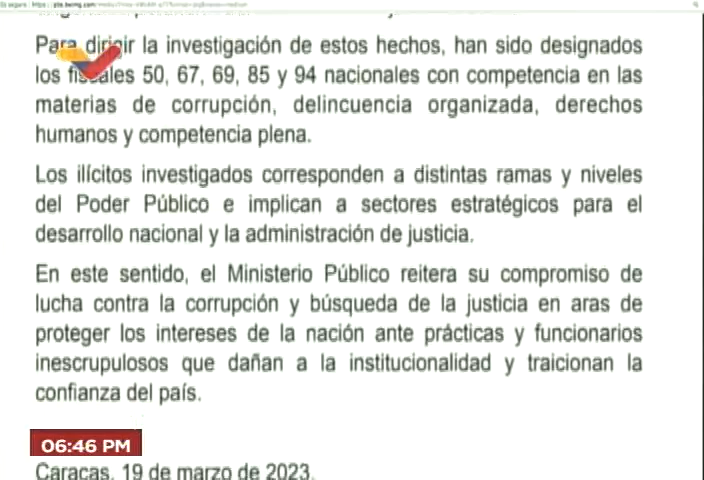 Para dirigir la investigación de estos hechos, han sido designados
los fiscales 50, 67, 69, 85 y 94 nacionales con competencia en las
materias de corrupción, delincuencia organizada, derechos
humanos y competencia plena.
Los ilícitos investigados corresponden a distintas ramas y niveles
del Poder Público e implican a sectores estratégicos para el
desarrollo nacional y la administración de justicia.
En este sentido, el Ministerio Público reitera su compromiso de
lucha contra la corrupción y búsqueda de la justicia en aras de
proteger los intereses de la nación ante prácticas y funcionarios
inescrupulosos que dañan a la institucionalidad y traicionan la
confianza del país.
06:46 PM
Caracas, 19 de marzo de 2023.